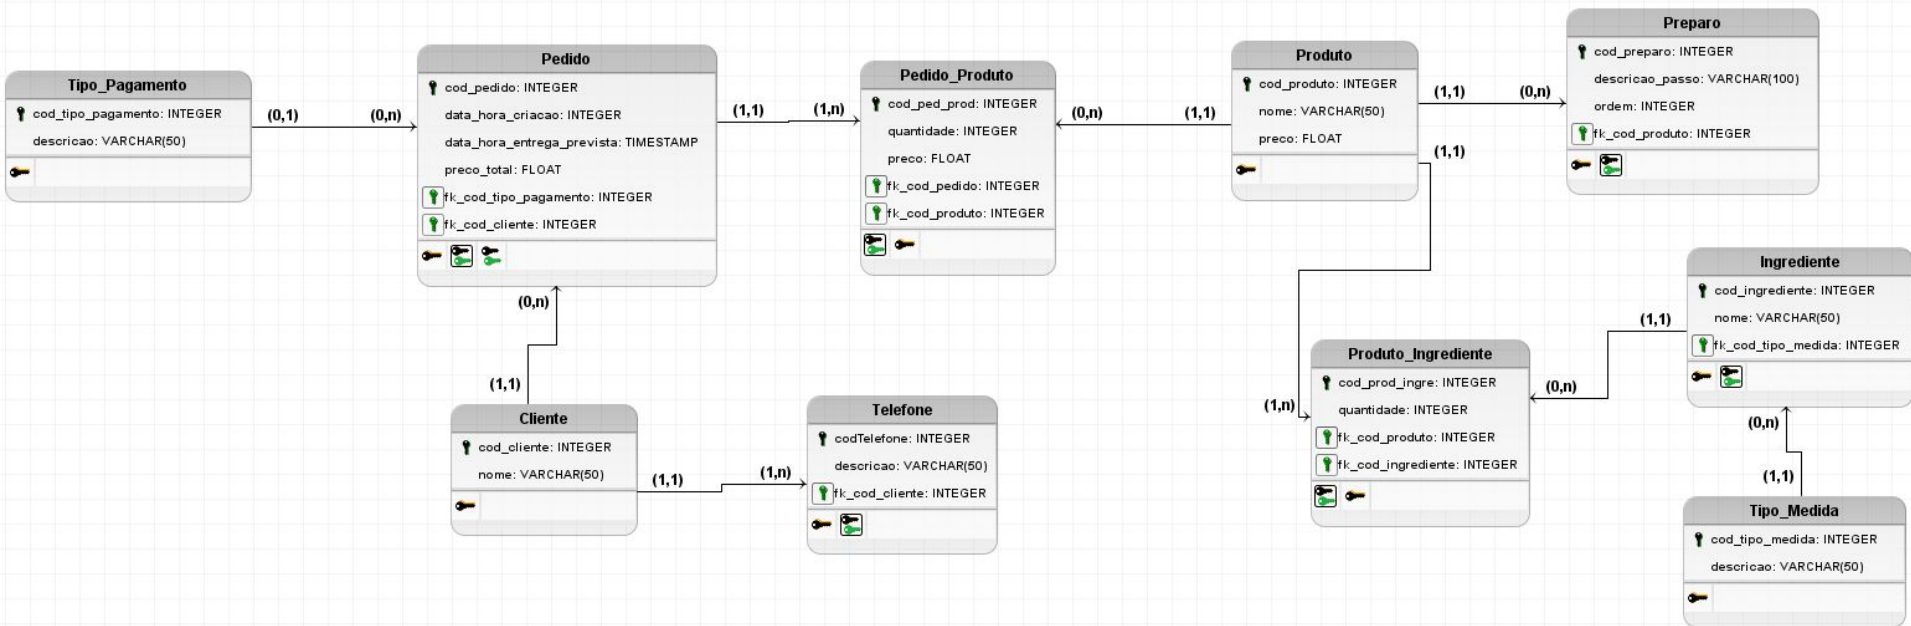 Tipo_Pagamento
cod_tipo_pagamento: INTEGER
descricao: VARCHAR(50)
(0,1)
(0,n)
Pedido
cod_pedido: INTEGER
data_hora_criacao: INTEGER
data_hora_entrega_prevista: TIMESTAMP
preco_total: FLOAT
fk_cod_tipo_pagamento: INTEGER
fk_cod_cliente: INTEGER
(1,1)
(1,n)
Pedido_Produto
cod_ped_prod: INTEGER
quantidade: INTEGER
preco: FLOAT
fk_cod_pedido: INTEGER
fk_cod_produto: INTEGER
(0,n)
(1,1)
Produto
cod_produto: INTEGER
nome: VARCHAR(50)
preco: FLOAT
(1,1)
(0,n)
Preparo
cod_preparo: INTEGER
descricao_passo: VARCHAR(100)
ordem: INTEGER
fk_cod_produto: INTEGER
(1,1)
(1,n)
(0,n)
(1,1)
Cliente
cod_cliente: INTEGER
nome: VARCHAR(50)
(1,1)
(1,n)
Telefone
codTelefone: INTEGER
descricao: VARCHAR(50)
fk_cod_cliente: INTEGER
Produto_Ingrediente
cod_prod_ingre: INTEGER
quantidade: INTEGER
fk_cod_produto: INTEGER
fk_cod_ingrediente: INTEGER
(0,n)
(1,1)
Ingrediente
cod_ingrediente: INTEGER
nome: VARCHAR(50)
fk_cod_tipo_medida: INTEGER
(0,n)
(1,1)
Tipo_Medida
cod_tipo_medida: INTEGER
descricao: VARCHAR(50)